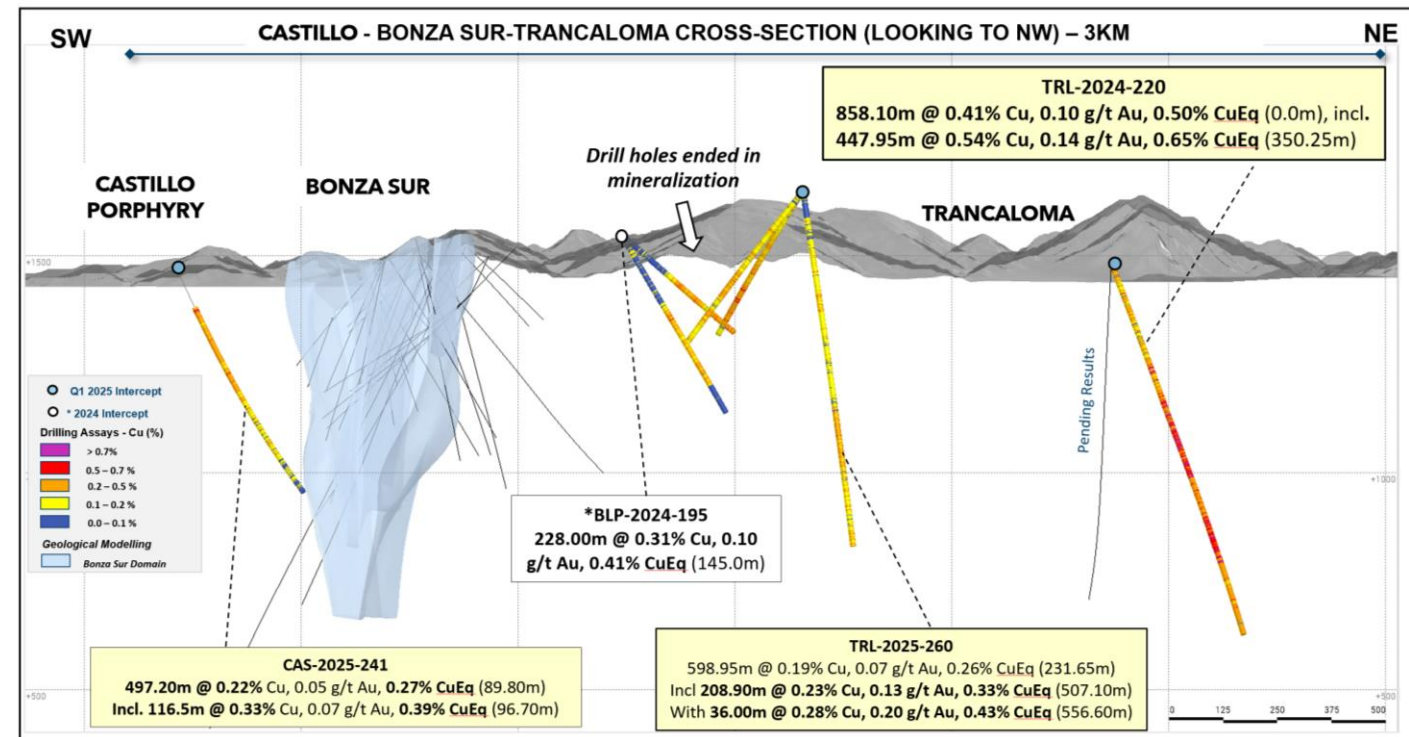 SW
CASTILLO - BONZA SUR-TRANCALOMA CROSS-SECTION (LOOKING TO NW) – 3KM
NE
TRL-2024-220
858.10m @ 0.41% Cu, 0.10 g/t Au, 0.50% CuEq (0.0m), incl.
447.95m @ 0.54% Cu, 0.14 g/t Au, 0.65% CuEq (350.25m)
Drill holes ended in
mineralization
CASTILLO
PORPHYRY
BONZA SUR
TRANCALOMA
+1500
Pending Results
Q1 2025 Intercept
* 2024 Intercept
Drilling Assays - Cu (%)
> 0.7%
0.5 – 0.7 %
0.2 – 0.5 %
0.1 – 0.2 %
0.0 – 0.1 %
Geological Modelling
Bonza Sur Domain
+1000
*BLP-2024-195
228.00m @ 0.31% Cu, 0.10
g/t Au, 0.41% CuEq (145.0m)
CAS-2025-241
497.20m @ 0.22% Cu, 0.05 g/t Au, 0.27% CuEq (89.80m)
Incl. 116.5m @ 0.33% Cu, 0.07 g/t Au, 0.39% CuEq (96.70m)
TRL-2025-260
598.95m @ 0.19% Cu, 0.07 g/t Au, 0.26% CuEq (231.65m)
Incl 208.90m @ 0.23% Cu, 0.13 g/t Au, 0.33% CuEq (507.10m)
With 36.00m @ 0.28% Cu, 0.20 g/t Au, 0.43% CuEq (556.60m)
+500
+500
0 125 250 375 500